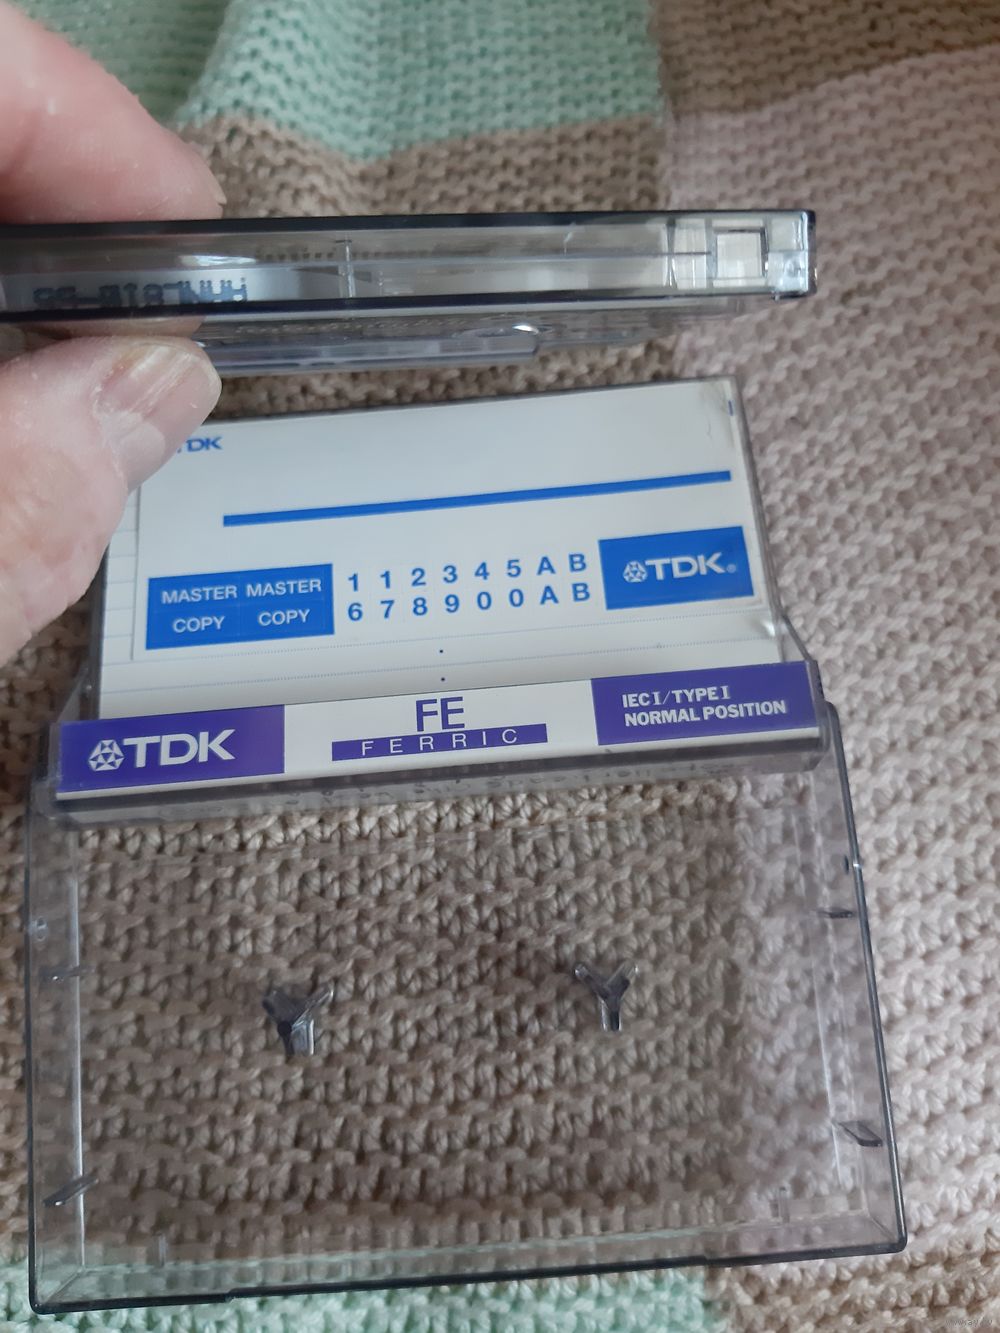 TDK
MASTER MASTER
COPY COPY
1 1 2 3 4 5 A B
6 7 8 9 0 0 A B
TDK®
TDK
FE
FERRIC
IEC I / TYPE I
NORMAL POSITION